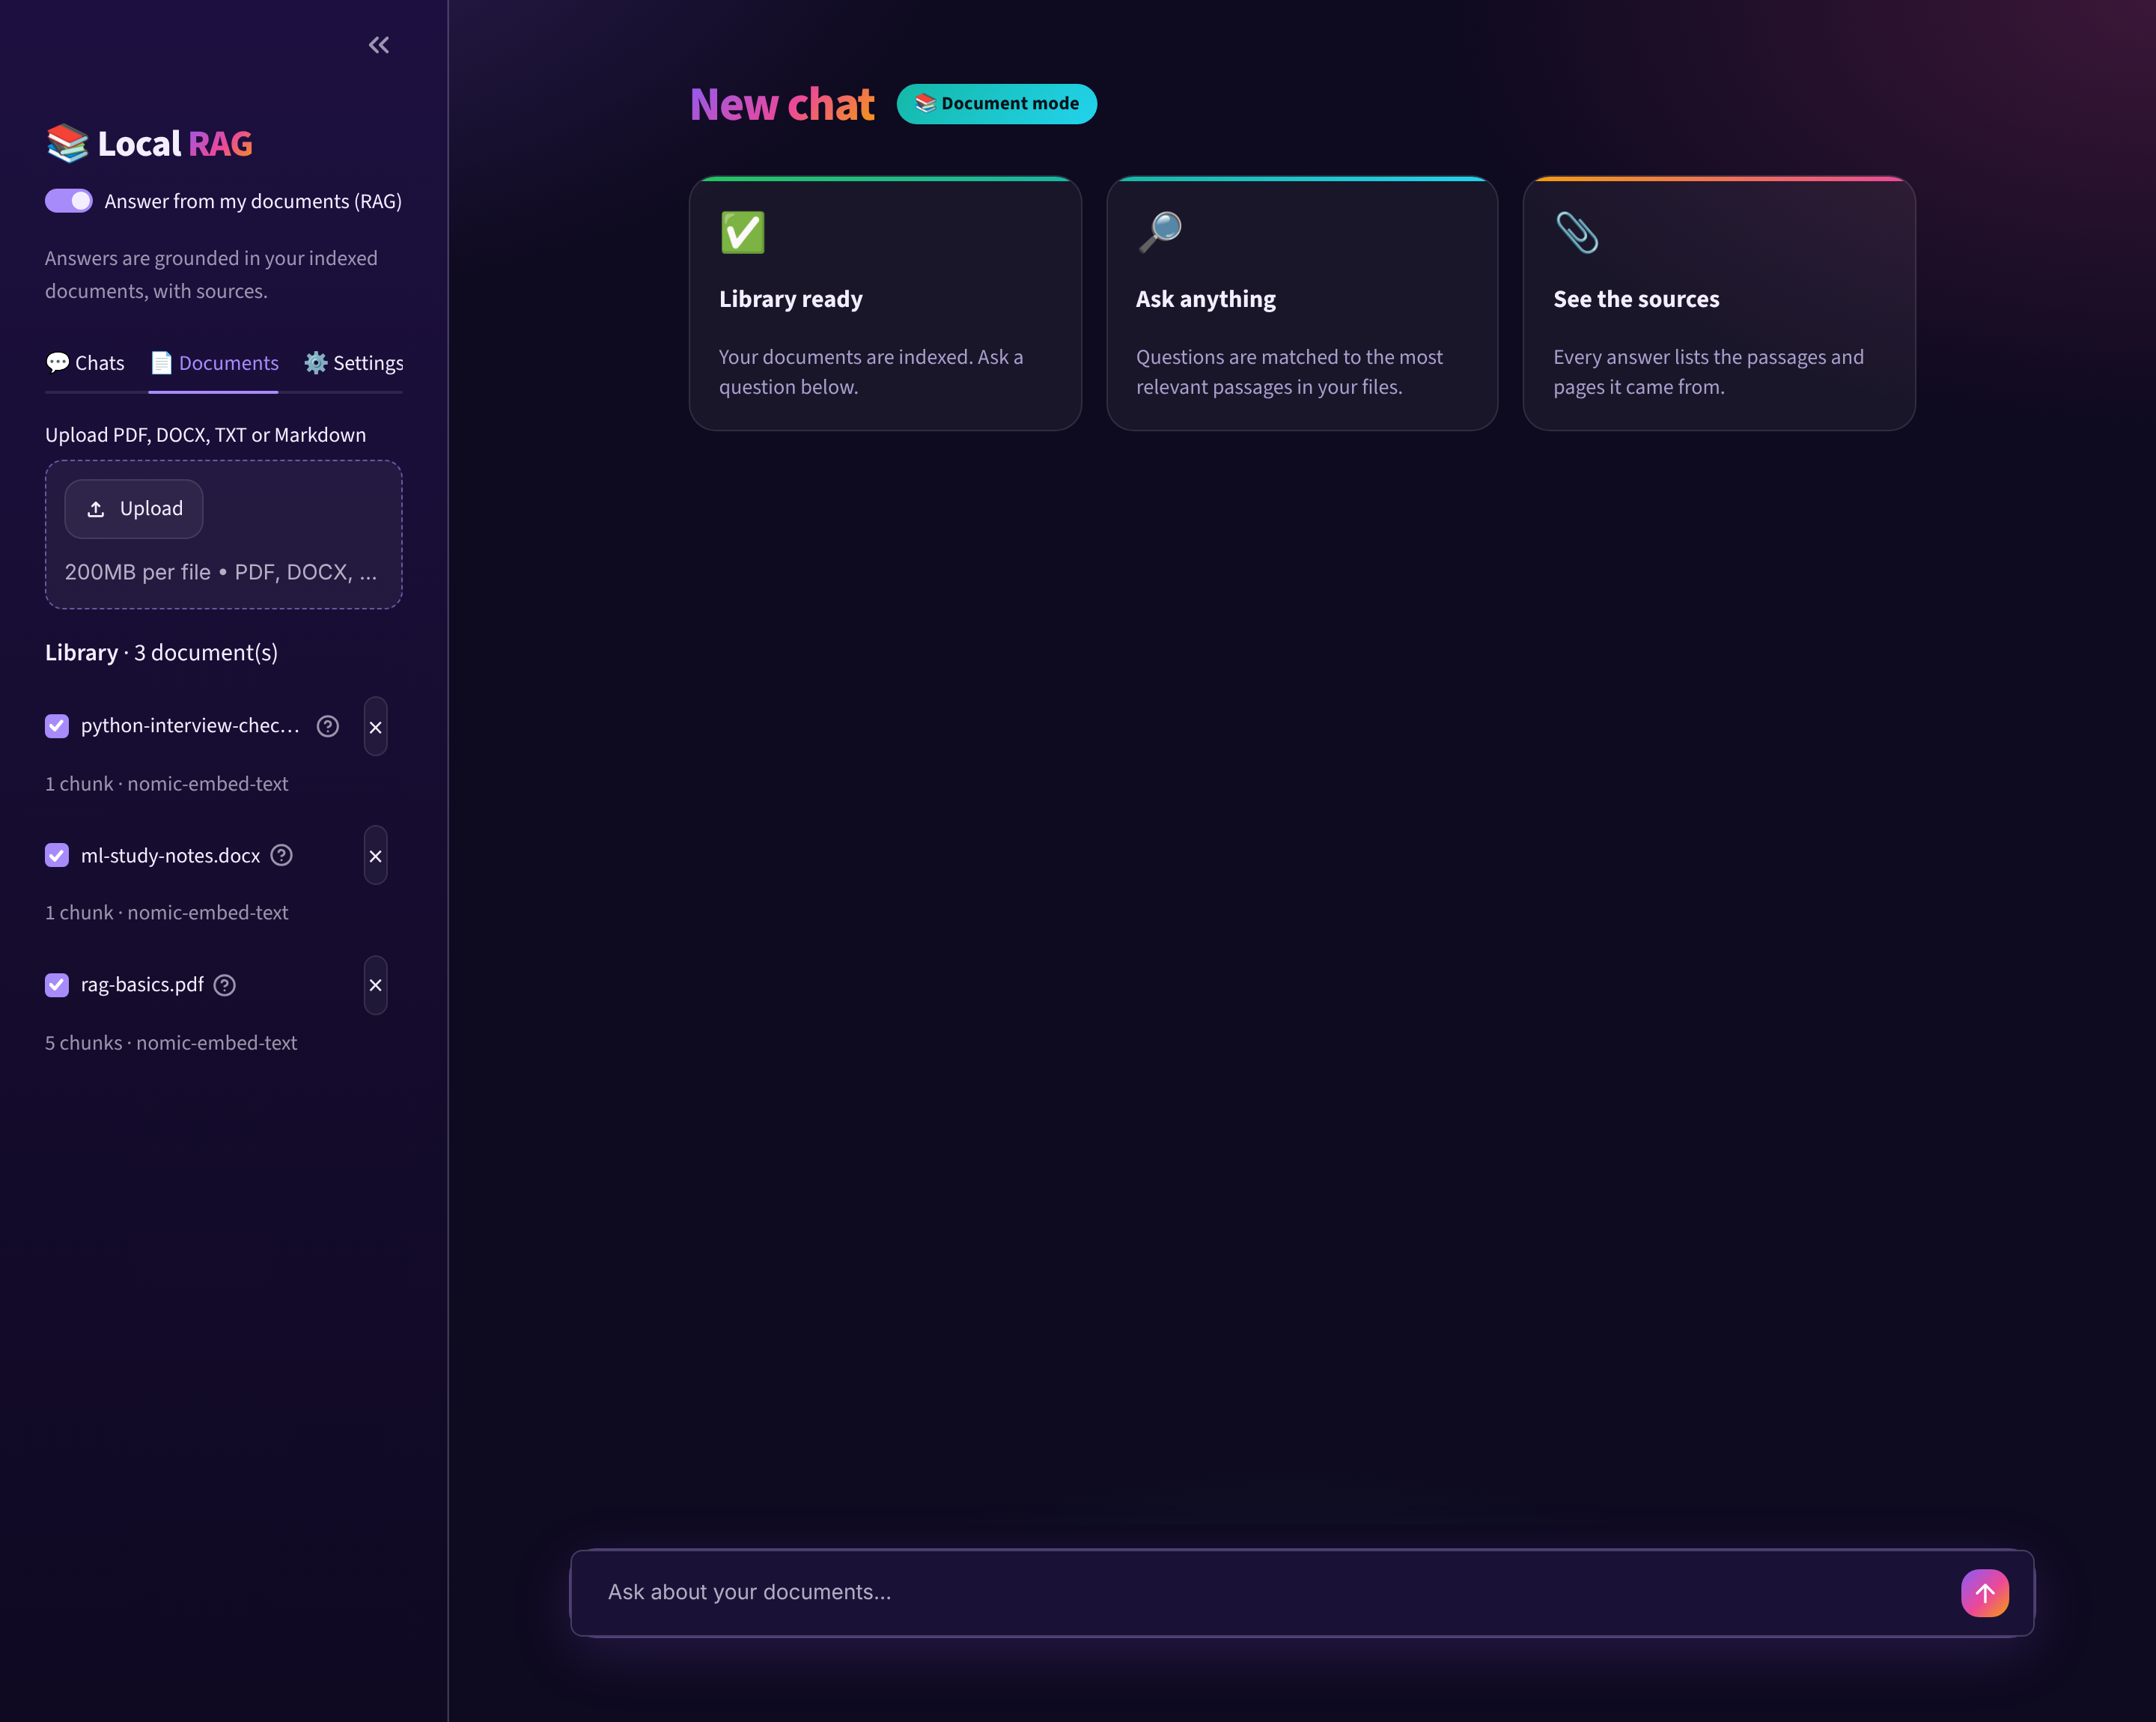 Local RAG
Answer from my documents (RAG)
Answers are grounded in your indexed
documents, with sources.
Chats
Documents
Settings
Upload PDF, DOCX, TXT or Markdown
Upload
200MB per file • PDF, DOCX, ...
Library · 3 document(s)
python-interview-chec...
1 chunk · nomic-embed-text
ml-study-notes.docx
1 chunk · nomic-embed-text
rag-basics.pdf
5 chunks · nomic-embed-text
New chat
Document mode
Library ready
Your documents are indexed. Ask a
question below.
Ask anything
Questions are matched to the most
relevant passages in your files.
See the sources
Every answer lists the passages and
pages it came from.
Ask about your documents...